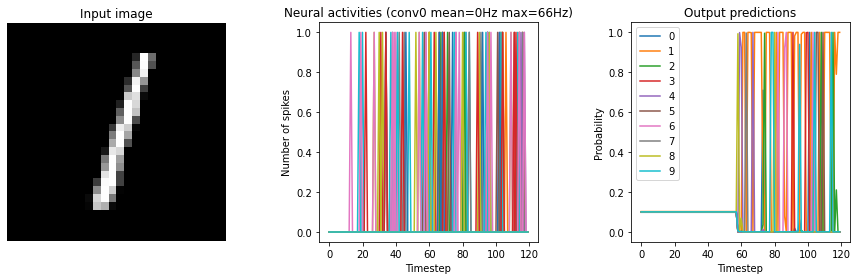 Input image
Neural activities (conv0 mean=0Hz max=66Hz)
Number of spikes
1.0
0.8
0.6
0.4
0.2
0.0
0 20 40 60 80 100 120
Timestep
Output predictions
Probability
1.0
0.8
0.6
0.4
0.2
0.0
0
1
2
3
4
5
6
7
8
9
0 20 40 60 80 100 120
Timestep